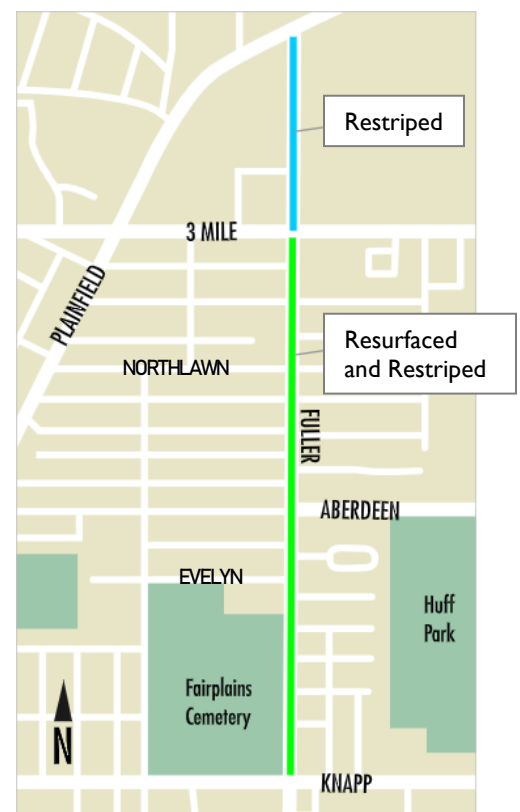 Restriped
3 MILE
PLAINFIELD
Resurfaced
and Restriped
NORTHLAWN
FULLER
ABERDEEN
EVELYN
Huff
Park
Fairplains
Cemetery
N
KNAPP